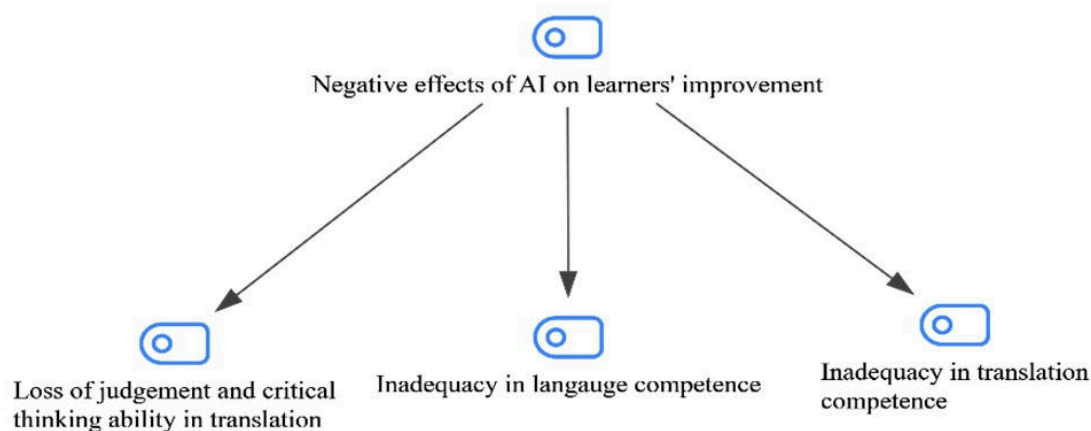 Negative effects of AI on learners' improvement
Loss of judgement and critical
thinking ability in translation
Inadequacy in langauge competence
Inadequacy in translation
competence